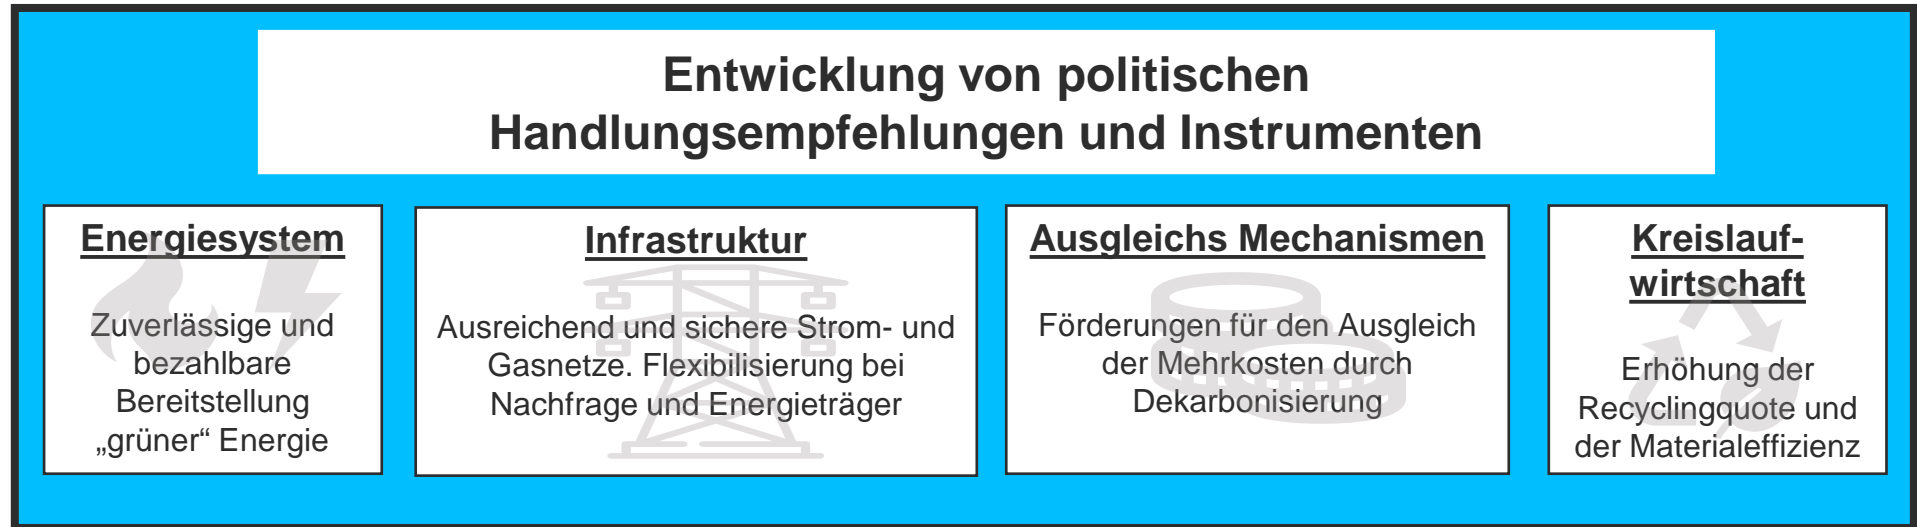 Entwicklung von politischen
Handlungsempfehlungen und Instrumenten
Energiesystem
Zuverlässige und
bezahlbare
Bereitstellung
„grüner“ Energie
Infrastruktur
Ausreichend und sichere Strom- und
Gasnetze. Flexibilisierung bei
Nachfrage und Energieträger
Ausgleichs Mechanismen
Förderungen für den Ausgleich
der Mehrkosten durch
Dekarbonisierung
Kreislauf-
wirtschaft
Erhöhung der
Recyclingquote und
der Materialeffizienz